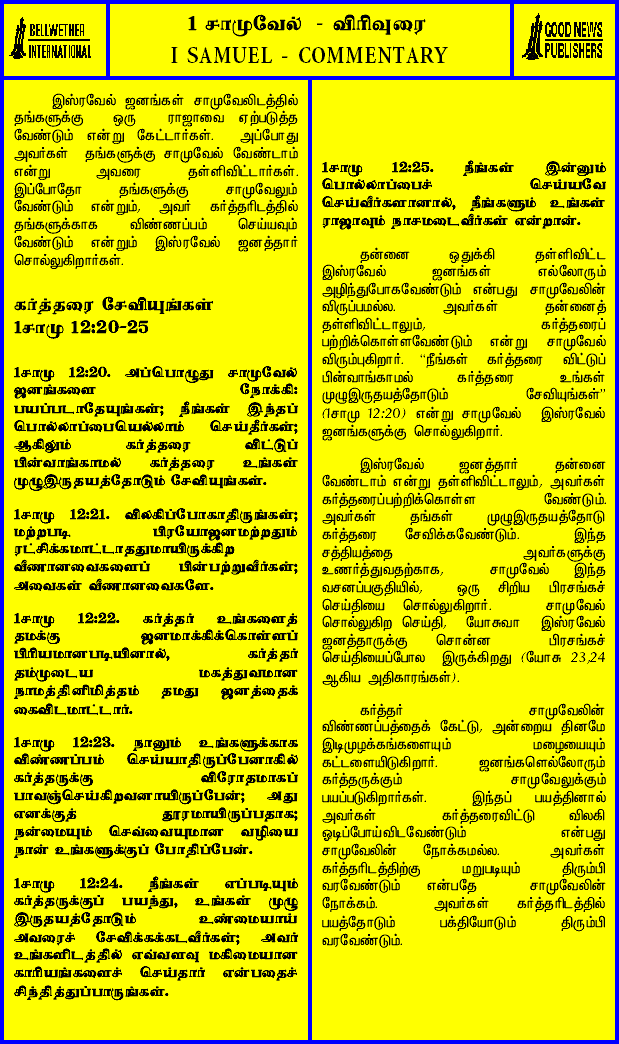 BELLWETHER
INTERNATIONAL
1 சாமுவேல் - விரிவுரை
I SAMUEL - COMMENTARY
GOOD NEWS
PUBLISHERS
இஸ்ரவேல் ஜனங்கள் சாமுவேலிடத்தில்
தங்களுக்கு ஒரு ராஜாவை ஏற்படுத்த
வேண்டும் என்று கேட்டார்கள். அப்போது
அவர்கள் தங்களுக்கு சாமுவேல் வேண்டாம்
என்று அவரை தள்ளிவிட்டார்கள்.
இப்போதோ தங்களுக்கு சாமுவேலும்
வேண்டும் என்றும், அவர் கர்த்தரிடத்தில்
தங்களுக்காக விண்ணப்பம் செய்யவும்
வேண்டும் என்றும் இஸ்ரவேல் ஜனத்தார்
சொல்லுகிறார்கள்.
கர்த்தரை சேவியுங்கள்
1சாமு 12:20-25
1சாமு 12:20. அப்பொழுது சாமுவேல்
ஜனங்களை நோக்கி:
பயப்படாதேயுங்கள்; நீங்கள் இந்தப்
பொல்லாப்பையெல்லாம் செய்தீர்கள்;
ஆகிலும் கர்த்தரை விட்டுப்
பின்வாங்காமல் கர்த்தரை உங்கள்
முழுஇருதயத்தோடும் சேவியுங்கள்.
1சாமு 12:21. விலகிப்போகாதிருங்கள்;
மற்றபடி பிரயோஜனமற்றதும்
ரட்சிக்கமாட்டாததுமாயிருக்கிற
வீணானவைகளைப் பின்பற்றுவீர்கள்;
அவைகள் வீணானவைகளே.
1சாமு 12:22. கர்த்தர் உங்களைத்
தமக்கு ஜனமாக்கிக்கொள்ளப்
பிரியமானபடியினால், கர்த்தர்
தம்முடைய மகத்துவமான
நாமத்தினிமித்தம் தமது ஜனத்தைக்
கைவிடமாட்டார்.
1சாமு 12:23. நானும் உங்களுக்காக
விண்ணப்பம் செய்யாதிருப்பேனாகில்
கர்த்தருக்கு விரோதமாகப்
பாவஞ்செய்கிறவனாயிருப்பேன்; அது
எனக்குத் தூரமாயிருப்பதாக;
நன்மையும் செவ்வையுமான வழியை
நான் உங்களுக்குப் போதிப்பேன்.
1சாமு 12:24. நீங்கள் எப்படியும்
கர்த்தருக்குப் பயந்து, உங்கள் முழு
இருதயத்தோடும் உண்மையாய்
அவரைச் சேவிக்கக்கடவீர்கள்; அவர்
உங்களிடத்தில் எவ்வளவு மகிமையான
காரியங்களைச் செய்தார் என்பதைச்
சிந்தித்துப்பாருங்கள்.
1சாமு 12:25. நீங்கள் இன்னும்
பொல்லாப்பைச் செய்யவே
செய்வீர்களானால், நீங்களும் உங்கள்
ராஜாவும் நாசமடைவீர்கள் என்றான்.
தன்னை ஒதுக்கி தள்ளிவிட்ட
இஸ்ரவேல் ஜனங்கள் எல்லோரும்
அழிந்துபோகவேண்டும் என்பது சாமுவேலின்
விருப்பமல்ல. அவர்கள் தன்னைத்
தள்ளிவிட்டாலும், கர்த்தரைப்
பற்றிக்கொள்ளவேண்டும் என்று சாமுவேல்
விரும்புகிறார். “நீங்கள் கர்த்தரை விட்டுப்
பின்வாங்காமல் கர்த்தரை உங்கள்
முழுஇருதயத்தோடும் சேவியுங்கள்”
(1சாமு 12:20) என்று சாமுவேல் இஸ்ரவேல்
ஜனங்களுக்கு சொல்லுகிறார்.
இஸ்ரவேல் ஜனத்தார் தன்னை
வேண்டாம் என்று தள்ளிவிட்டாலும், அவர்கள்
கர்த்தரைப்பற்றிக்கொள்ள வேண்டும்.
அவர்கள் தங்கள் முழுஇருதயத்தோடு
கர்த்தரை சேவிக்கவேண்டும். இந்த
சத்தியத்தை அவர்களுக்கு
உணர்த்துவதற்காக, சாமுவேல் இந்த
வசனப்பகுதியில், ஒரு சிறிய பிரசங்கச்
செய்தியை சொல்லுகிறார். சாமுவேல்
சொல்லுகிற செய்தி, யோசுவா இஸ்ரவேல்
ஜனத்தாருக்கு சொன்ன பிரசங்கச்
செய்தியைப்போல இருக்கிறது (யோசு 23,24
ஆகிய அதிகாரங்கள்).
கர்த்தர் சாமுவேலின்
விண்ணப்பத்தைக் கேட்டு, அன்றைய தினமே
இடிமுழக்கங்களையும் மழையையும்
கட்டளையிடுகிறார். ஜனங்களெல்லோரும்
கர்த்தருக்கும் சாமுவேலுக்கும்
பயப்படுகிறார்கள். இந்தப் பயத்தினால்
அவர்கள் கர்த்தரைவிட்டு விலகி
ஓடிப்போய்விடவேண்டும் என்பது
சாமுவேலின் நோக்கமல்ல. அவர்கள்
கர்த்தரிடத்திற்கு மறுபடியும் திரும்பி
வரவேண்டும் என்பதே சாமுவேலின்
நோக்கம். அவர்கள் கர்த்தரிடத்தில்
பயத்தோடும் பக்தியோடும் திரும்பி
வரவேண்டும்.